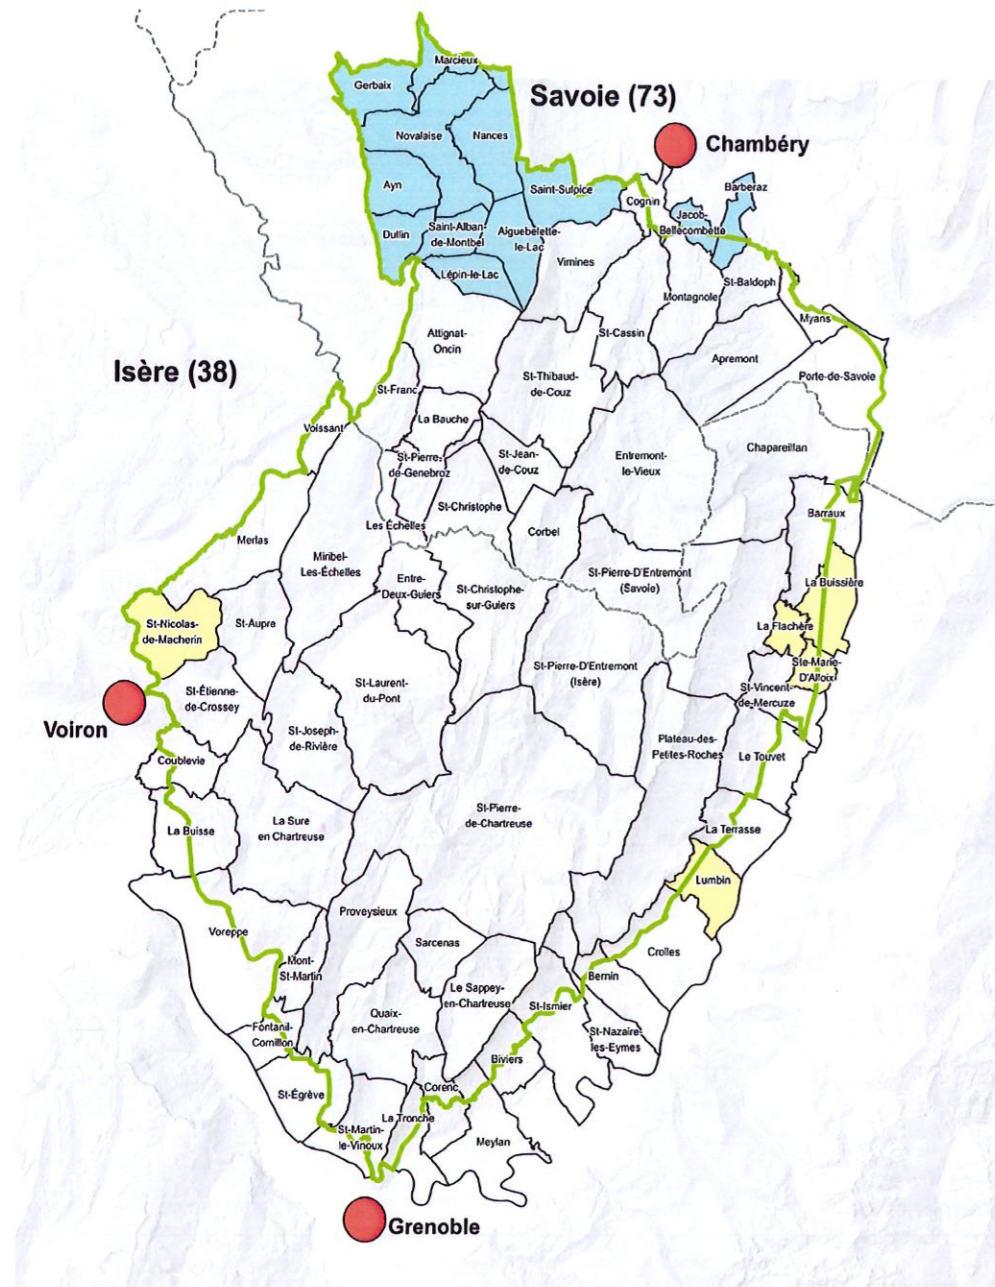 Marcieux
Gerbaix
Savoie (73)
Novalaise
Nances
Chambéry
Ayn
Saint-Sulpice
Barberaz
Cognin
Jacob-
Bellecombette
Dullin
Saint-Alban-
de-Montbel
Aiguebelette-
le-Lac
Vimines
Lépin-le-Lac
St-Baldoph
Montagnole
Myans
Attignat-
Oncin
St-Cassin
Apremont
Isère (38)
St-Thibaud-
de-Couz
Porte-de-Savoie
St-Franc
La Bauche
Voissant
Chapareillan
St-Pierre-
de-Genebroz
St-Jean-
de-Couz
Entremont-
le-Vieux
St-Christophe
Barraux
Les Échelles
Corbel
Merlas
Miribel-
Les-Échelles
Entre-
Deux-Guiers
St-Christophe-
sur-Guiers
St-Pierre-D'Entremont
(Savoie)
La Buissière
St-Nicolas-
de-Macherin
St-Aupre
La Flachère
St-Pierre-D'Entremont
(Isère)
Ste-Marie-
D'Alloix
St-Étienne-
de-Crossey
St-Laurent-
du-Pont
St-Vincent-
de-Mercuze
Voiron
St-Joseph-
de-Rivière
Plateau-des-
Petites-Roches
Le Touvet
Coublevie
La Buisse
La Sure
en Chartreuse
St-Pierre-
de-Chartreuse
La Terrasse
Lumbin
Proveysieux
Voreppe
Sarcenas
Crolles
Mont-
St-Martin
Le Sappey-
en-Chartreuse
Bernin
St-Ismier
Quaix-
en-Chartreuse
Fontanil-
Cornillon
St-Nazaire-
les-Eymes
Biviers
St-Égrève
Corenc
La Tronche
St-Martin-
le-Vinoux
Meylan
Grenoble